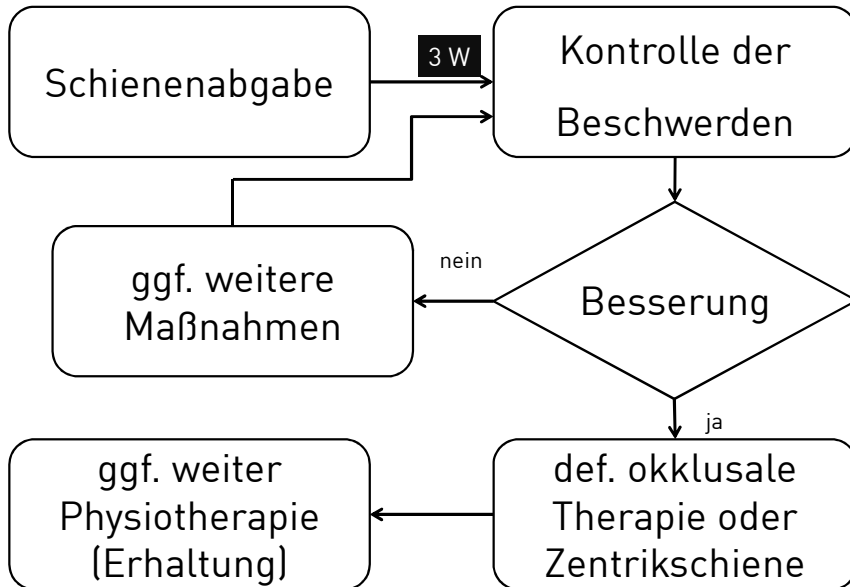 Schienenabgabe
3 W
Kontrolle der
Beschwerden
ggf. weitere
Maßnahmen
nein
Besserung
ja
ggf. weiter
Physiotherapie
(Erhaltung)
def. okklusale
Therapie oder
Zentrikschiene